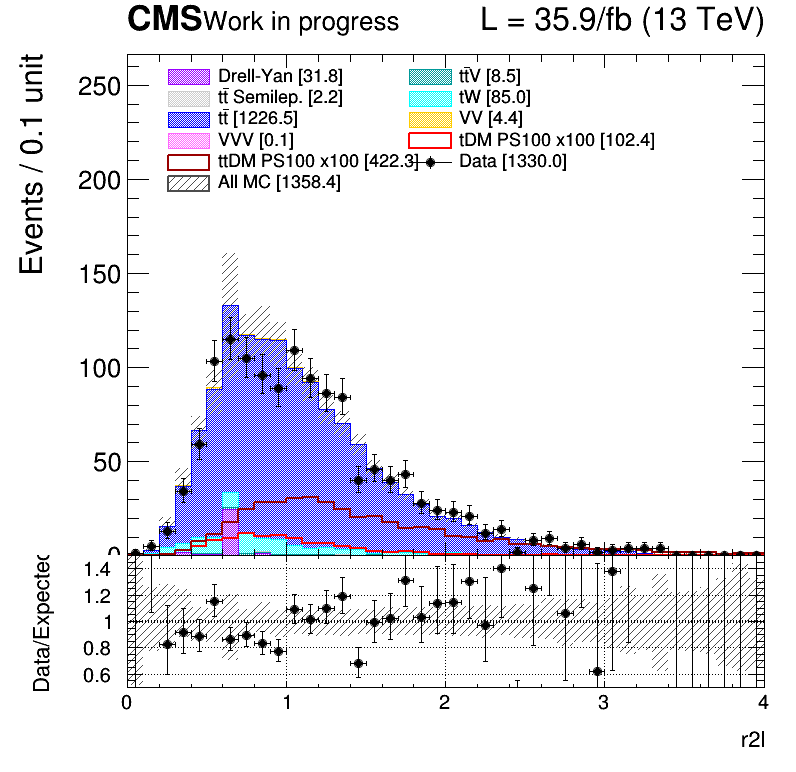 CMS Work in progress L = 35.9/fb (13 TeV)
Events / 0.1 unit
250
200
150
100
50
0
Drell-Yan [31.8]
tt̄V [8.5]
tt̄ Semilep. [2.2]
tW [85.0]
tt̄ [1226.5]
VV [4.4]
VVV [0.1]
tDM PS100 x100 [102.4]
ttDM PS100 x100 [422.3]
Data [1330.0]
All MC [1358.4]
Data/Expected
1.4
1.2
1
0.8
0.6
0 1 2 3 4
r2l